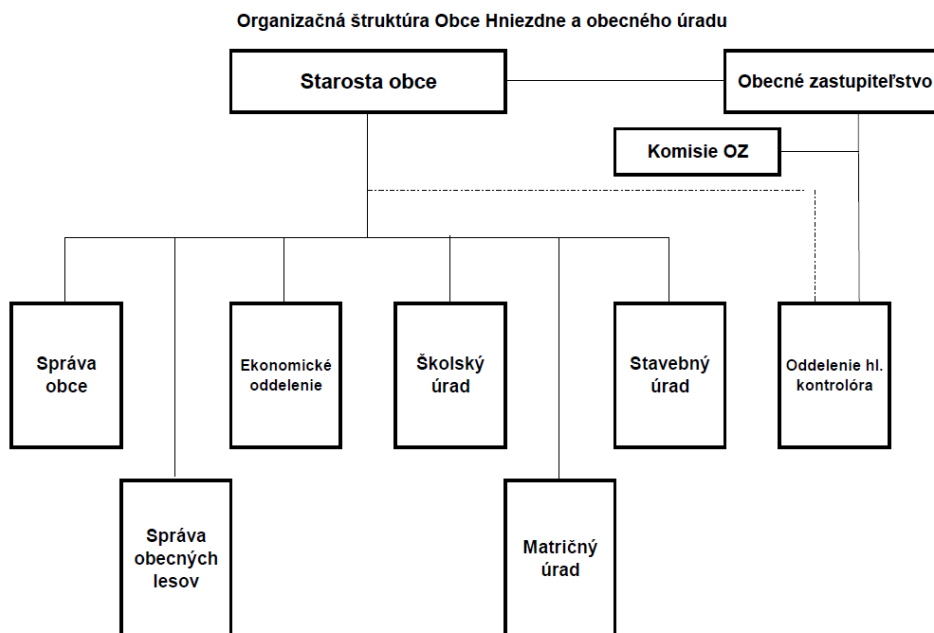 Organizačná štruktúra Obce Hniezdne a obecného úradu
Starosta obce
Obecné zastupiteľstvo
Komisie OZ
Správa
obce
Ekonomické
oddelenie
Školský
úrad
Stavebný
úrad
Oddelenie hl.
kontrolóra
Správa
obecných
lesov
Matričný
úrad